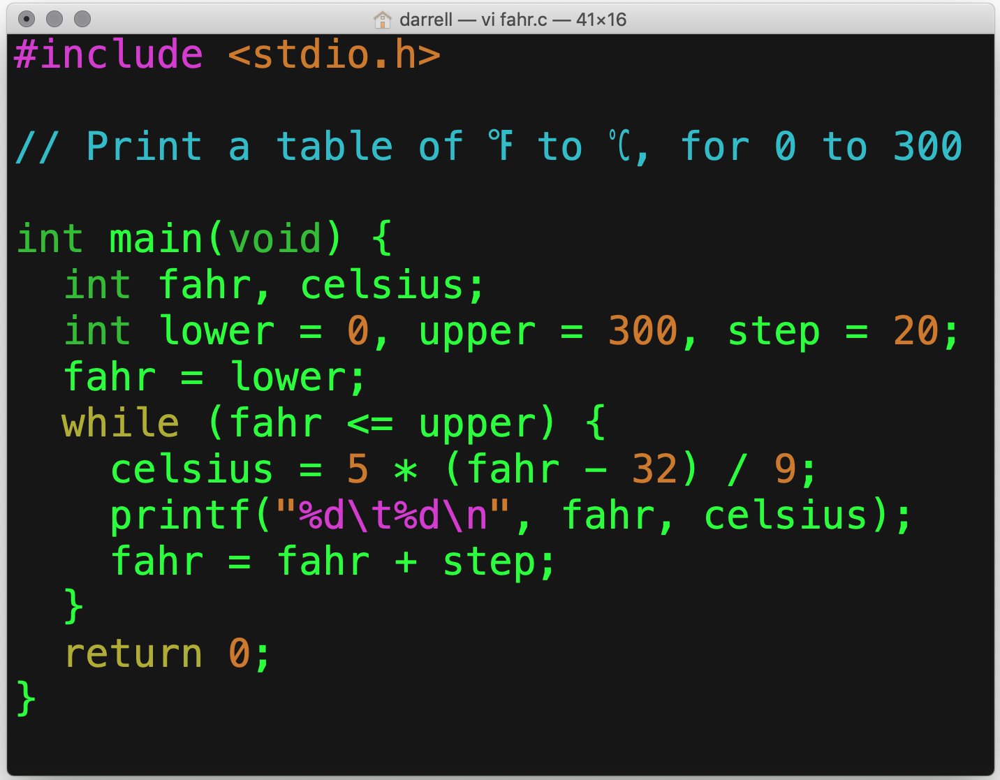 darrell — vi fahr.c — 41×16
#include <stdio.h>

// Print a table of ℉ to ℃, for 0 to 300

int main(void) {
  int fahr, celsius;
  int lower = 0, upper = 300, step = 20;
  fahr = lower;
  while (fahr <= upper) {
    celsius = 5 * (fahr - 32) / 9;
    printf("%d\t%d\n", fahr, celsius);
    fahr = fahr + step;
  }
  return 0;
}